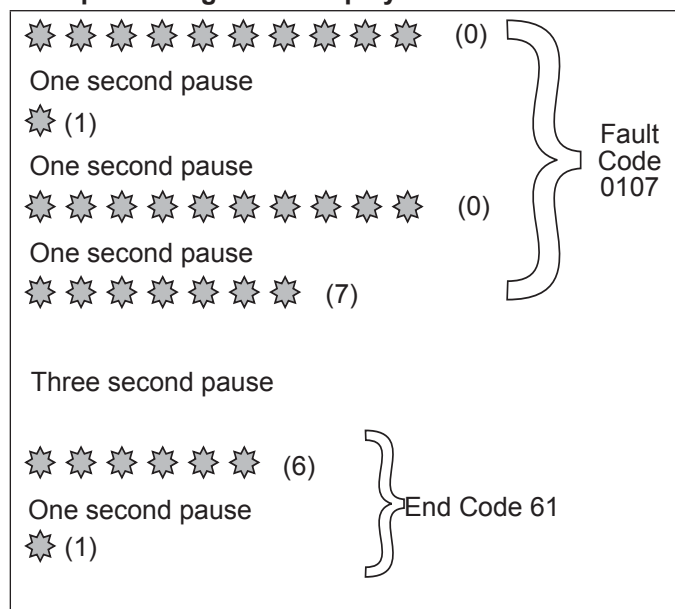 (0)
One second pause
(1)
One second pause
(0)
One second pause
(7)
Fault
Code
0107
Three second pause
(6)
One second pause
(1)
End Code 61